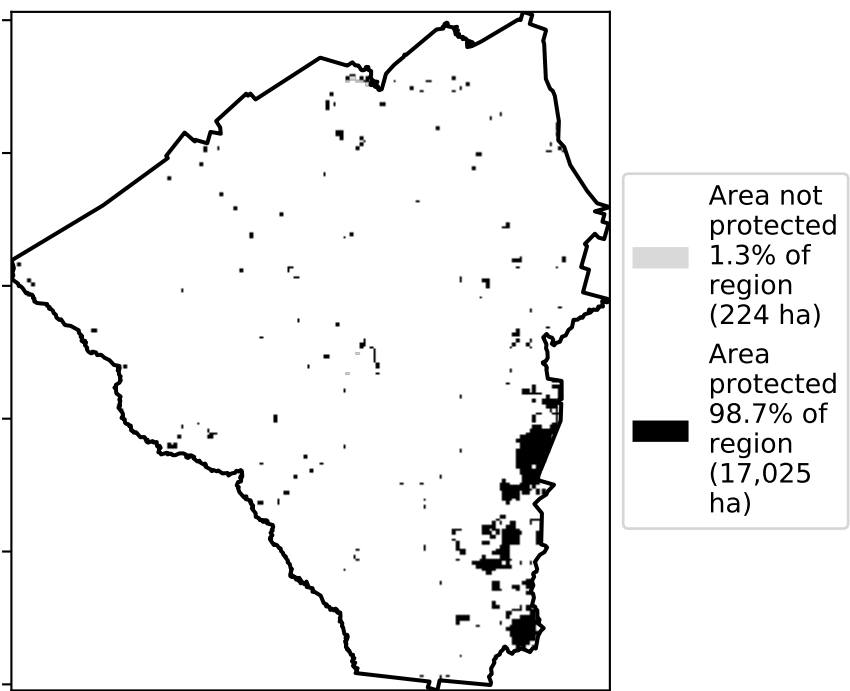 Area not
protected
1.3% of
region
(224 ha)
Area
protected
98.7% of
region
(17,025
ha)